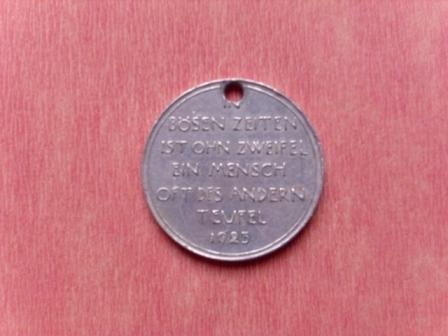 IN
BÖSEN ZEITEN
IST OHN ZWEIFEL
EIN MENSCH
OFT DES ANDERN
TEUFEL
1923